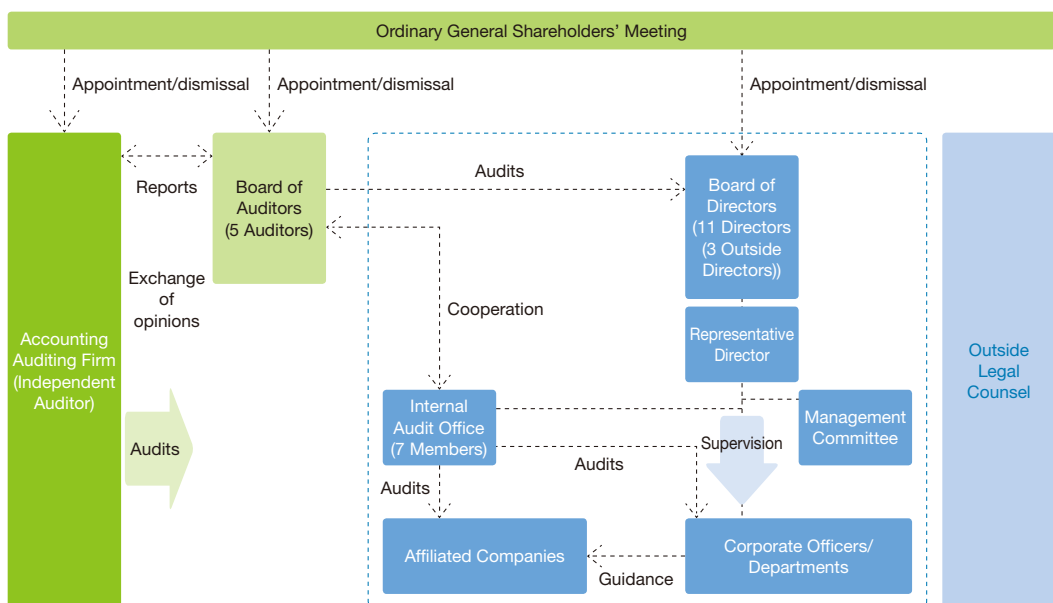 Ordinary General Shareholders’ Meeting
Appointment/dismissal
Appointment/dismissal
Appointment/dismissal
Reports
Board of
Auditors
(5 Auditors)
Audits
Board of
Directors
(11 Directors
(3 Outside
Directors))
Exchange
of
opinions
Cooperation
Accounting
Auditing Firm
(Independent
Auditor)
Representative
Director
Outside
Legal
Counsel
Internal
Audit Office
(7 Members)
Management
Committee
Supervision
Audits
Audits
Audits
Affiliated Companies
Guidance
Corporate Officers/
Departments